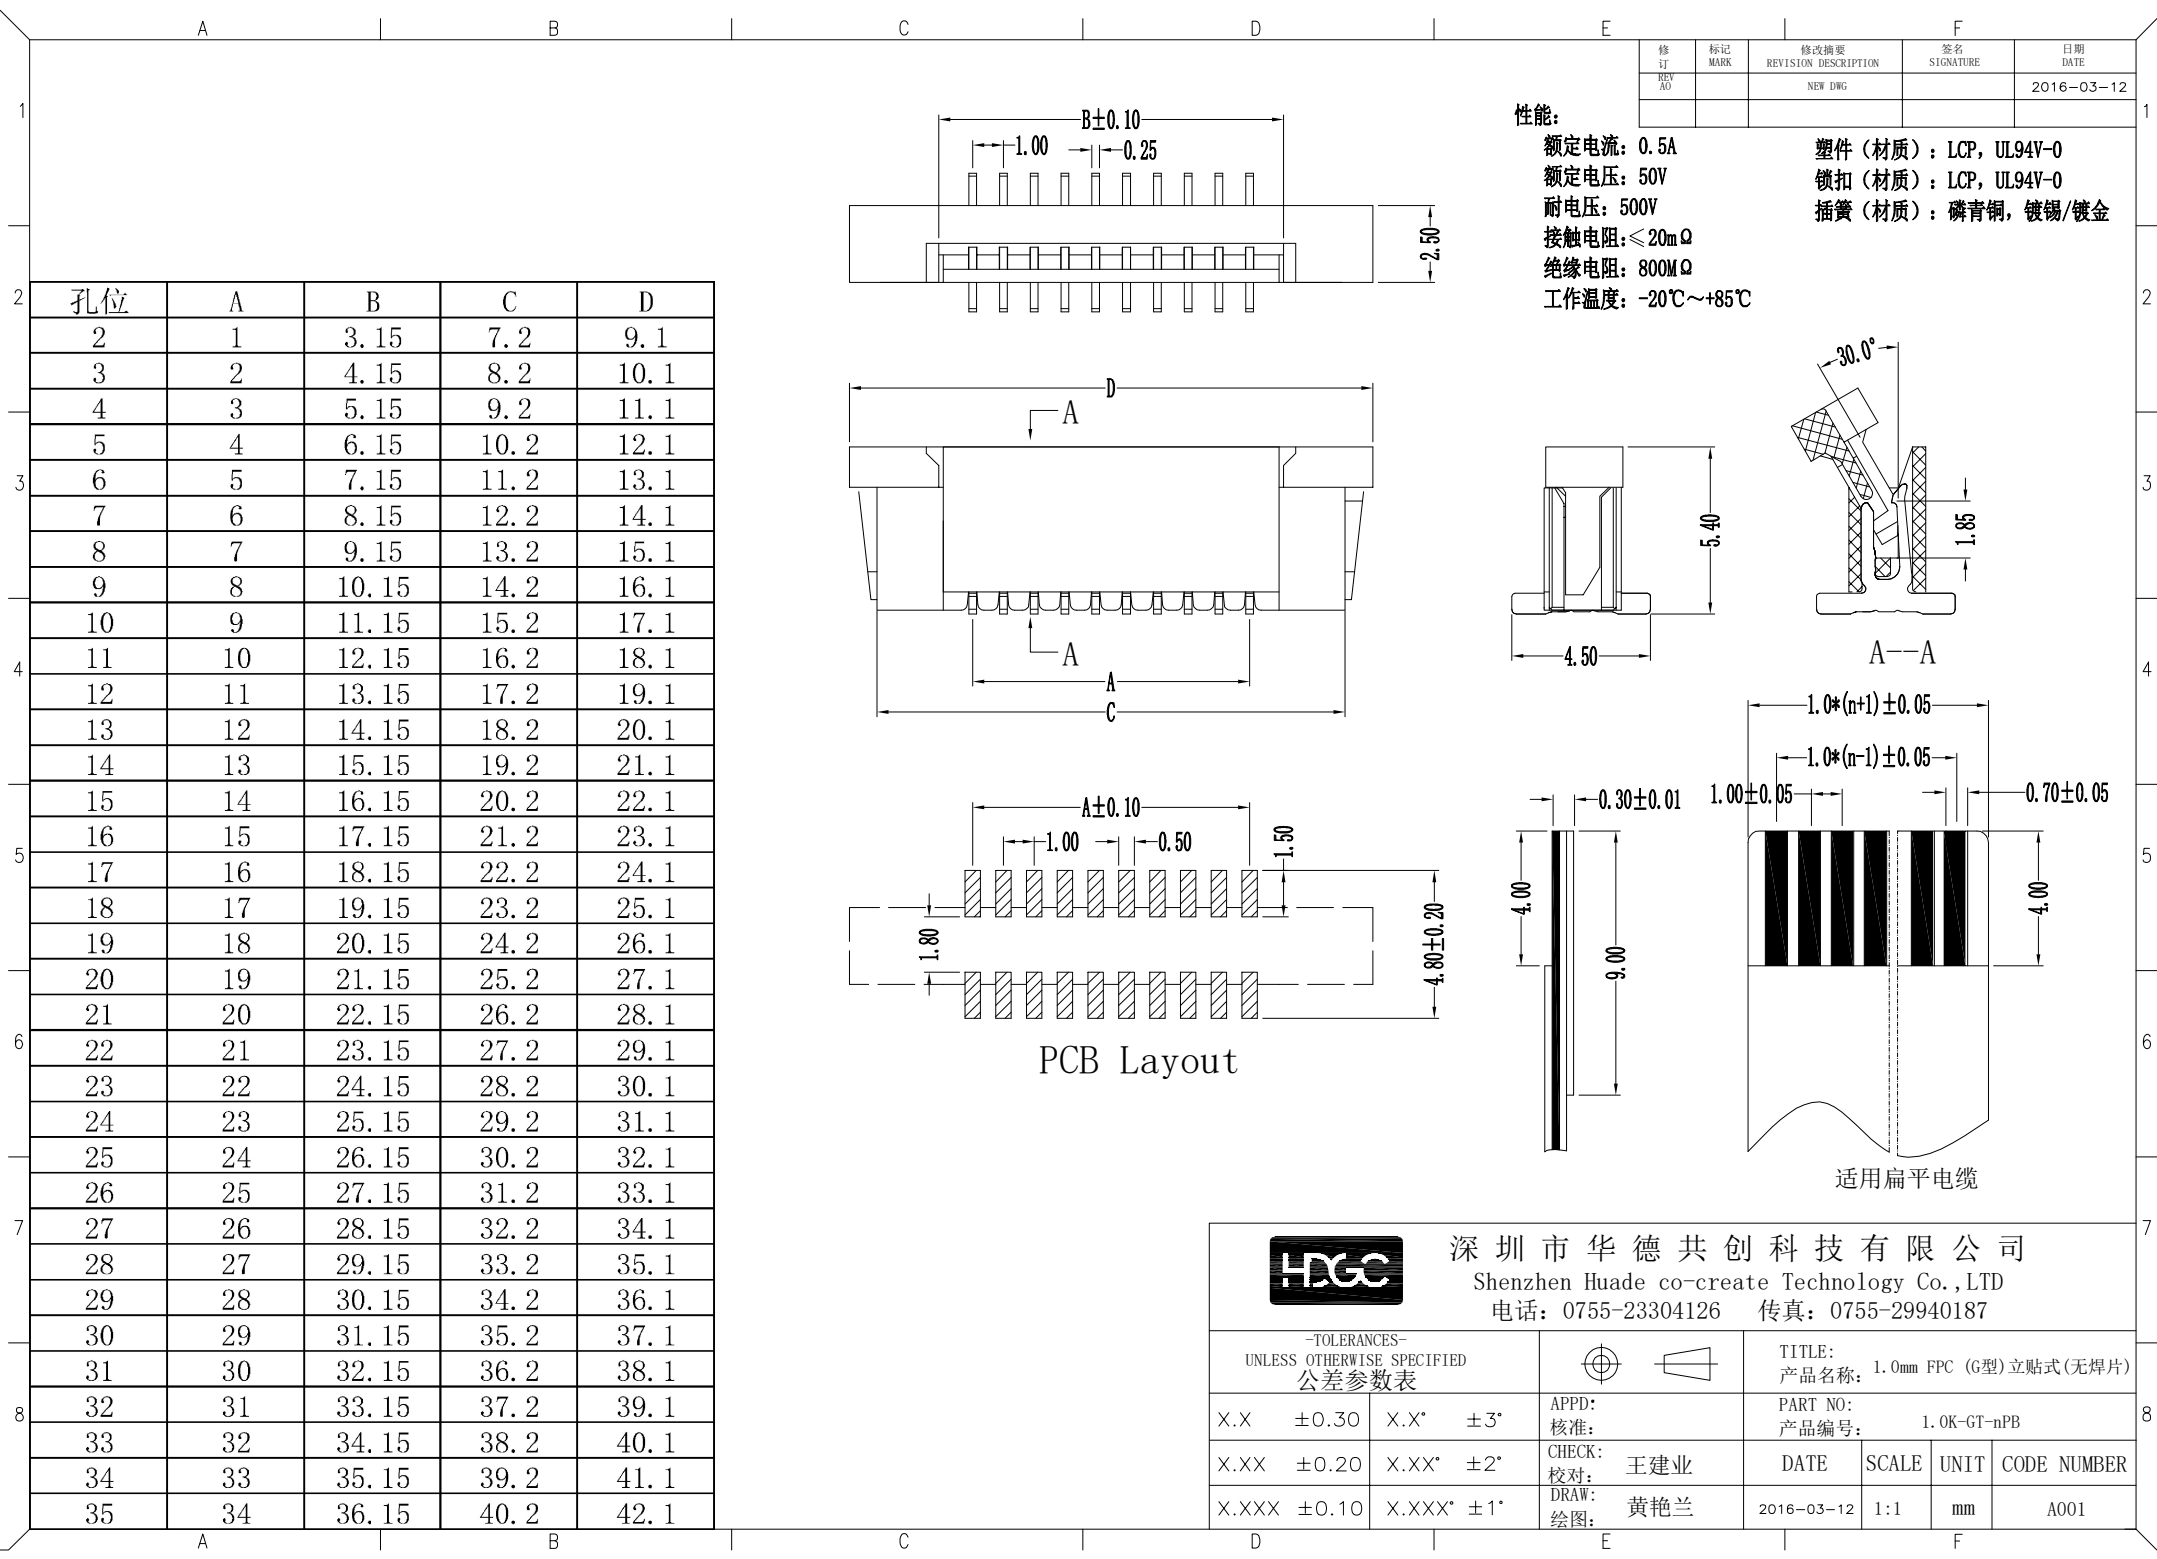 A B C D E F
1 2 3 4 5 6 7 8
修订 REV 标记 MARK 修改摘要 REVISION DESCRIPTION 签名 SIGNATURE 日期 DATE
A0 NEW DWG 2016-03-12
性能:
额定电流: 0.5A
额定电压: 50V
耐电压: 500V
接触电阻:≤20mΩ
绝缘电阻: 800MΩ
工作温度: -20℃~+85℃
塑件（材质）: LCP, UL94V-0
锁扣（材质）: LCP, UL94V-0
插簧（材质）: 磷青铜, 镀锡/镀金
孔位 A B C D
2 1 3.15 7.2 9.1
3 2 4.15 8.2 10.1
4 3 5.15 9.2 11.1
5 4 6.15 10.2 12.1
6 5 7.15 11.2 13.1
7 6 8.15 12.2 14.1
8 7 9.15 13.2 15.1
9 8 10.15 14.2 16.1
10 9 11.15 15.2 17.1
11 10 12.15 16.2 18.1
12 11 13.15 17.2 19.1
13 12 14.15 18.2 20.1
14 13 15.15 19.2 21.1
15 14 16.15 20.2 22.1
16 15 17.15 21.2 23.1
17 16 18.15 22.2 24.1
18 17 19.15 23.2 25.1
19 18 20.15 24.2 26.1
20 19 21.15 25.2 27.1
21 20 22.15 26.2 28.1
22 21 23.15 27.2 29.1
23 22 24.15 28.2 30.1
24 23 25.15 29.2 31.1
25 24 26.15 30.2 32.1
26 25 27.15 31.2 33.1
27 26 28.15 32.2 34.1
28 27 29.15 33.2 35.1
29 28 30.15 34.2 36.1
30 29 31.15 35.2 37.1
31 30 32.15 36.2 38.1
32 31 33.15 37.2 39.1
33 32 34.15 38.2 40.1
34 33 35.15 39.2 41.1
35 34 36.15 40.2 42.1
B±0.10
1.00 0.25
2.50
D
A
A
A
C
5.40
4.50
30.0°
1.85
A--A
A±0.10
1.00 0.50
1.50
1.80
4.80±0.20
PCB Layout
0.30±0.01
4.00
9.00
1.0*(n+1)±0.05
1.0*(n-1)±0.05
1.00±0.05 0.70±0.05
4.00
适用扁平电缆
HDGC
深圳市华德共创科技有限公司
Shenzhen Huade co-create Technology Co.,LTD
电话: 0755-23304126 传真: 0755-29940187
-TOLERANCES-
UNLESS OTHERWISE SPECIFIED
公差参数表
X.X ±0.30 X.X° ±3°
X.XX ±0.20 X.XX° ±2°
X.XXX ±0.10 X.XXX° ±1°
APPD:
核准:
CHECK:
校对: 王建业
DRAW:
绘图: 黄艳兰
TITLE:
产品名称: 1.0mm FPC (G型)立贴式(无焊片)
PART NO:
产品编号: 1.0K-GT-nPB
DATE SCALE UNIT CODE NUMBER
2016-03-12 1:1 mm A001
A B C D E F
1 2 3 4 5 6 7 8